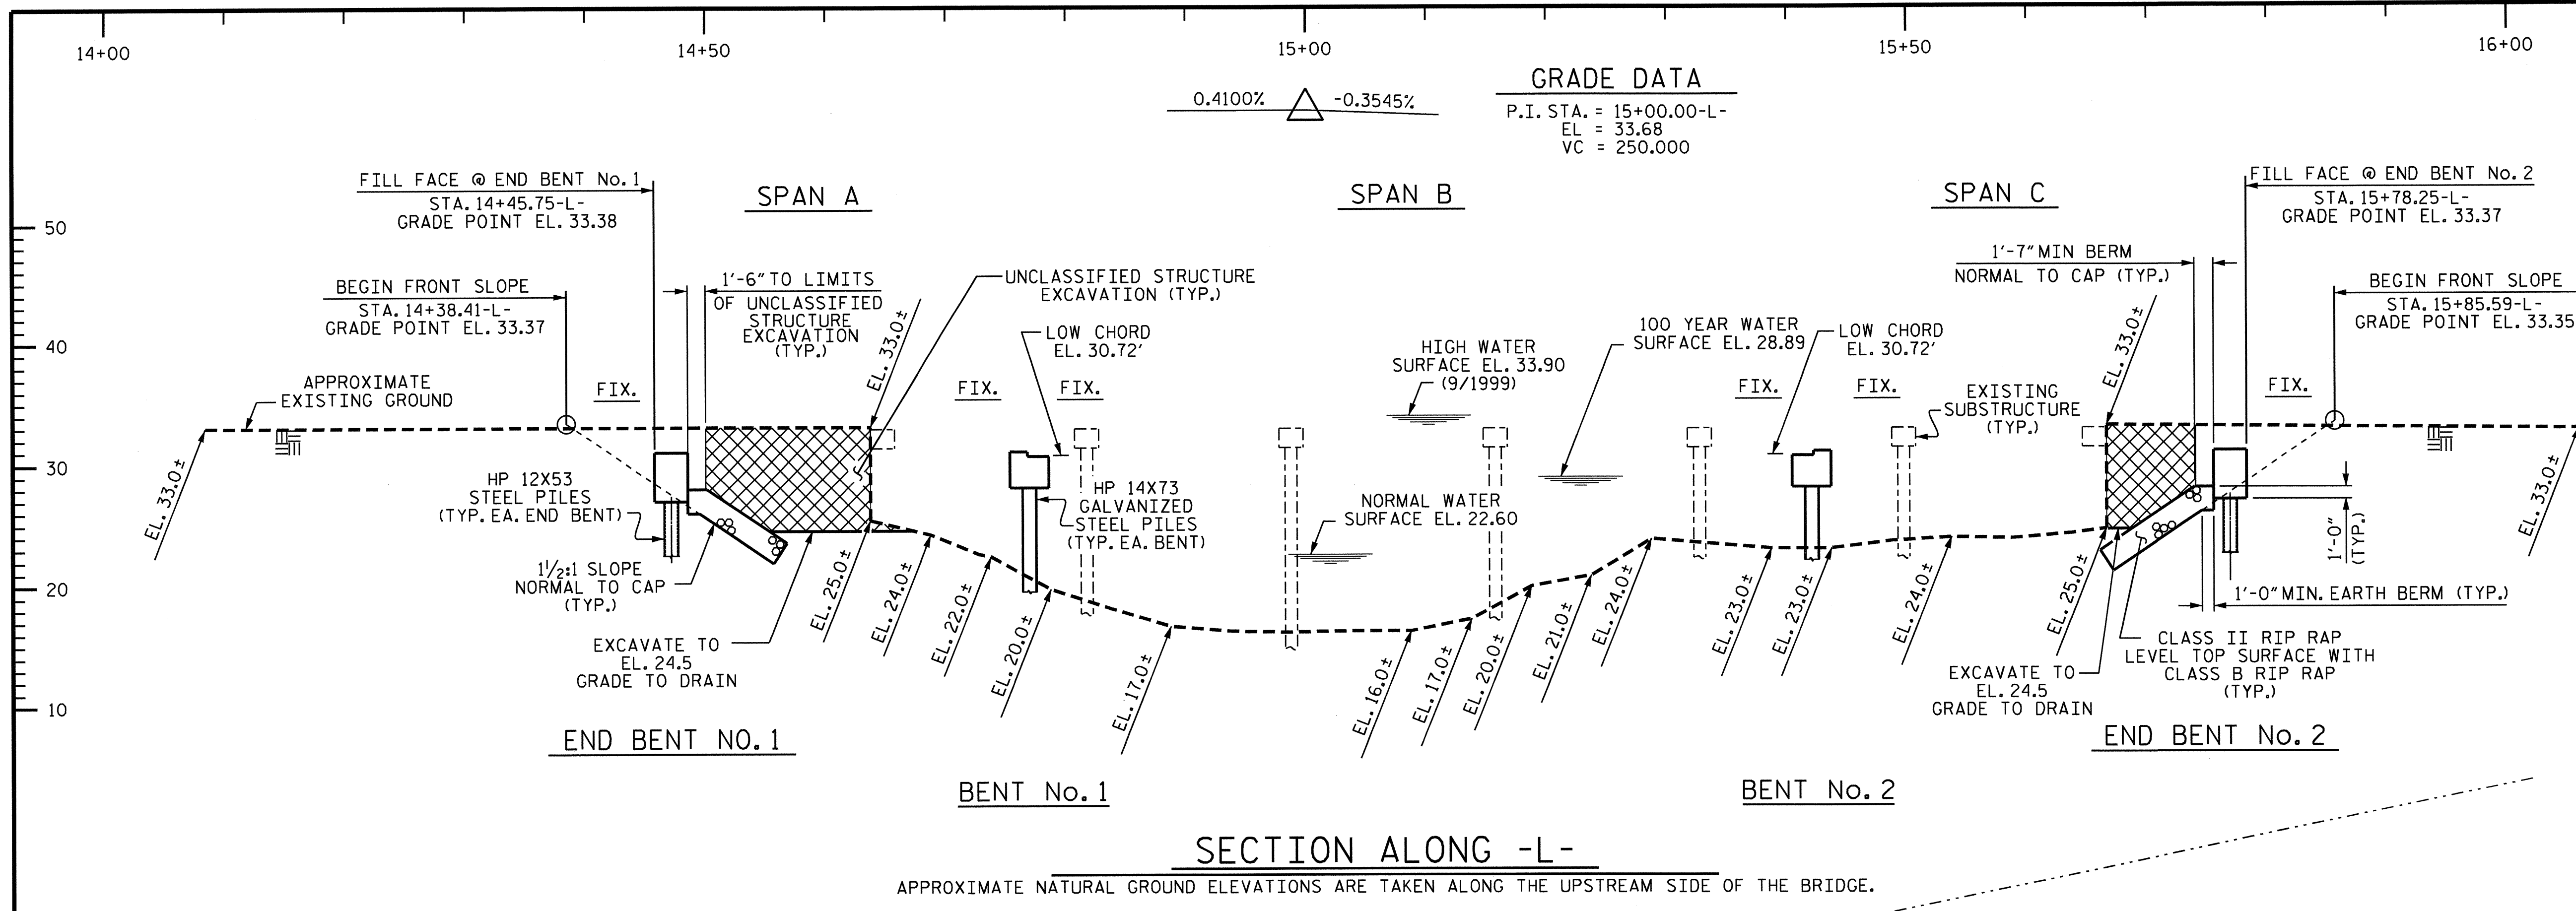 14+00
14+50
15+00
15+50
16+00
0.4100%
-0.3545%
GRADE DATA
P.I. STA. = 15+00.00-L-
EL = 33.68
VC = 250.000
FILL FACE @ END BENT No. 1
STA. 14+45.75-L-
GRADE POINT EL. 33.38
SPAN A
SPAN B
SPAN C
FILL FACE @ END BENT No. 2
STA. 15+78.25-L-
GRADE POINT EL. 33.37
50
40
30
20
10
BEGIN FRONT SLOPE
STA. 14+38.41-L-
GRADE POINT EL. 33.37
1'-6" TO LIMITS
OF UNCLASSIFIED
STRUCTURE
EXCAVATION
(TYP.)
EL. 33.0±
UNCLASSIFIED STRUCTURE
EXCAVATION (TYP.)
LOW CHORD
EL. 30.72'
HIGH WATER
SURFACE EL. 33.90
(9/1999)
100 YEAR WATER
SURFACE EL. 28.89
LOW CHORD
EL. 30.72'
1'-7" MIN BERM
NORMAL TO CAP (TYP.)
EL. 33.0±
BEGIN FRONT SLOPE
STA. 15+85.59-L-
GRADE POINT EL. 33.35
APPROXIMATE
EXISTING GROUND
FIX.
FIX.
FIX.
FIX.
FIX.
EXISTING
SUBSTRUCTURE
(TYP.)
FIX.
EL. 33.0±
HP 12X53
STEEL PILES
(TYP. EA. END BENT)
HP 14X73
GALVANIZED
STEEL PILES
(TYP. EA. BENT)
NORMAL WATER
SURFACE EL. 22.60
1'-0"
(TYP.)
EL. 33.0±
1½:1 SLOPE
NORMAL TO CAP
(TYP.)
EXCAVATE TO
EL. 24.5
GRADE TO DRAIN
EL. 25.0±
EL. 24.0±
EL. 22.0±
EL. 20.0±
EL. 17.0±
EL. 16.0±
EL. 17.0±
EL. 20.0±
EL. 21.0±
EL. 24.0±
EL. 23.0±
EL. 23.0±
EL. 24.0±
EL. 25.0±
1'-0" MIN. EARTH BERM (TYP.)
CLASS II RIP RAP
LEVEL TOP SURFACE WITH
CLASS B RIP RAP
(TYP.)
EXCAVATE TO
EL. 24.5
GRADE TO DRAIN
END BENT NO. 1
END BENT No. 2
BENT No. 1
BENT No. 2
SECTION ALONG -L-
APPROXIMATE NATURAL GROUND ELEVATIONS ARE TAKEN ALONG THE UPSTREAM SIDE OF THE BRIDGE.